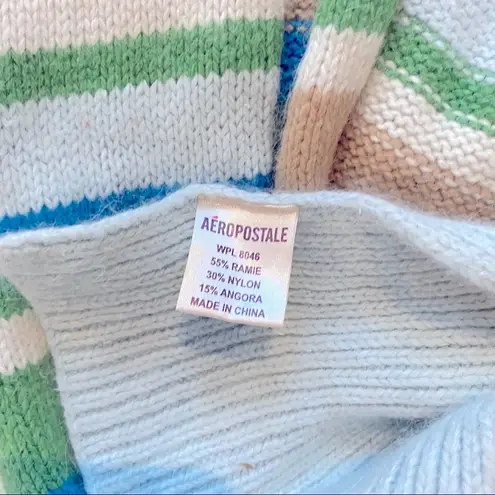 AÉROPOSTALE
WPL 8046
55% RAMIE
30% NYLON
15% ANGORA
MADE IN CHINA